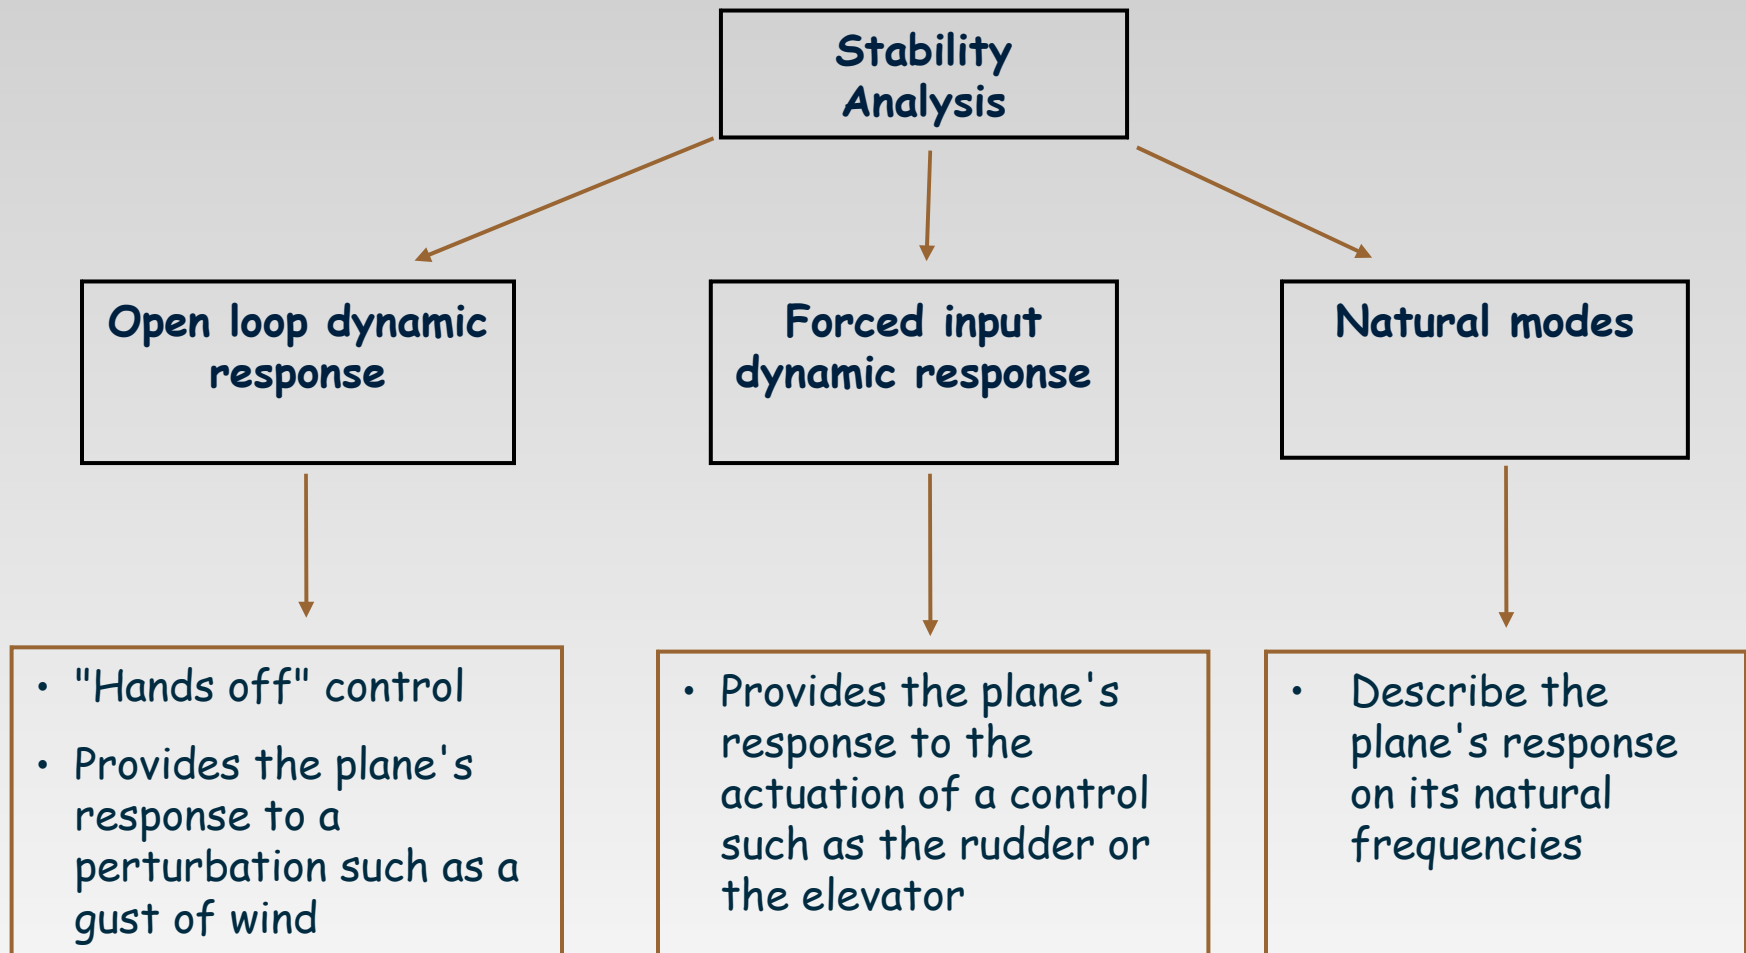 Stability
Analysis
Open loop dynamic
response
Forced input
dynamic response
Natural modes
• "Hands off" control
• Provides the plane's
response to a
perturbation such as a
gust of wind
• Provides the plane's
response to the
actuation of a control
such as the rudder or
the elevator
• Describe the
plane's response
on its natural
frequencies